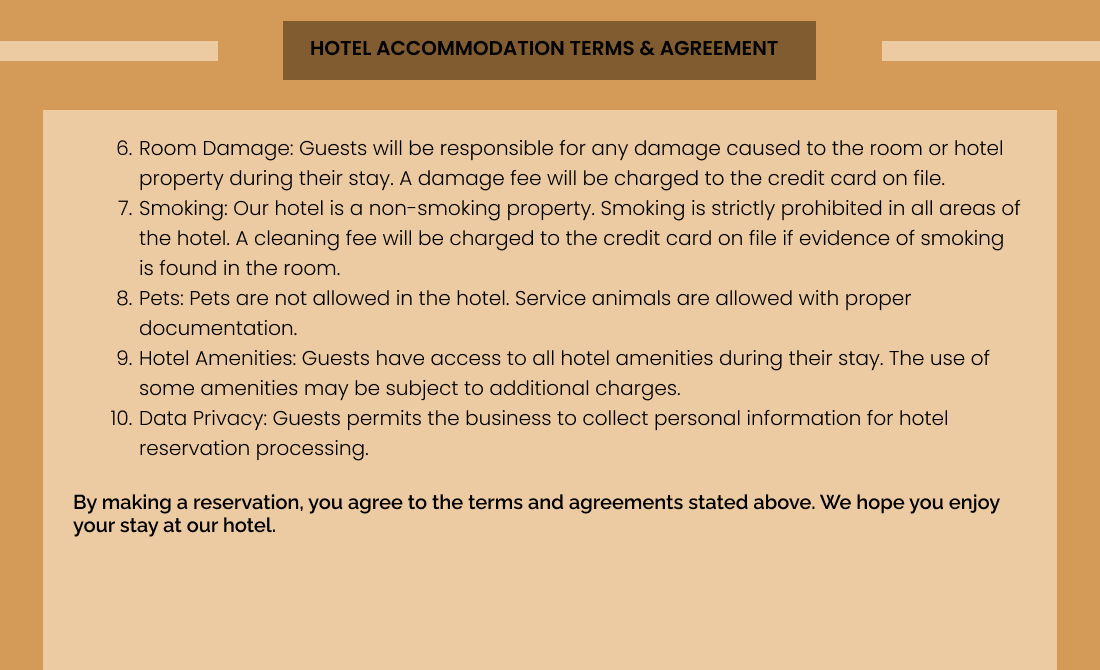 HOTEL ACCOMMODATION TERMS & AGREEMENT
6. Room Damage: Guests will be responsible for any damage caused to the room or hotel
property during their stay. A damage fee will be charged to the credit card on file.
7. Smoking: Our hotel is a non-smoking property. Smoking is strictly prohibited in all areas of
the hotel. A cleaning fee will be charged to the credit card on file if evidence of smoking
is found in the room.
8. Pets: Pets are not allowed in the hotel. Service animals are allowed with proper
documentation.
9. Hotel Amenities: Guests have access to all hotel amenities during their stay. The use of
some amenities may be subject to additional charges.
10. Data Privacy: Guests permits the business to collect personal information for hotel
reservation processing.
By making a reservation, you agree to the terms and agreements stated above. We hope you enjoy
your stay at our hotel.